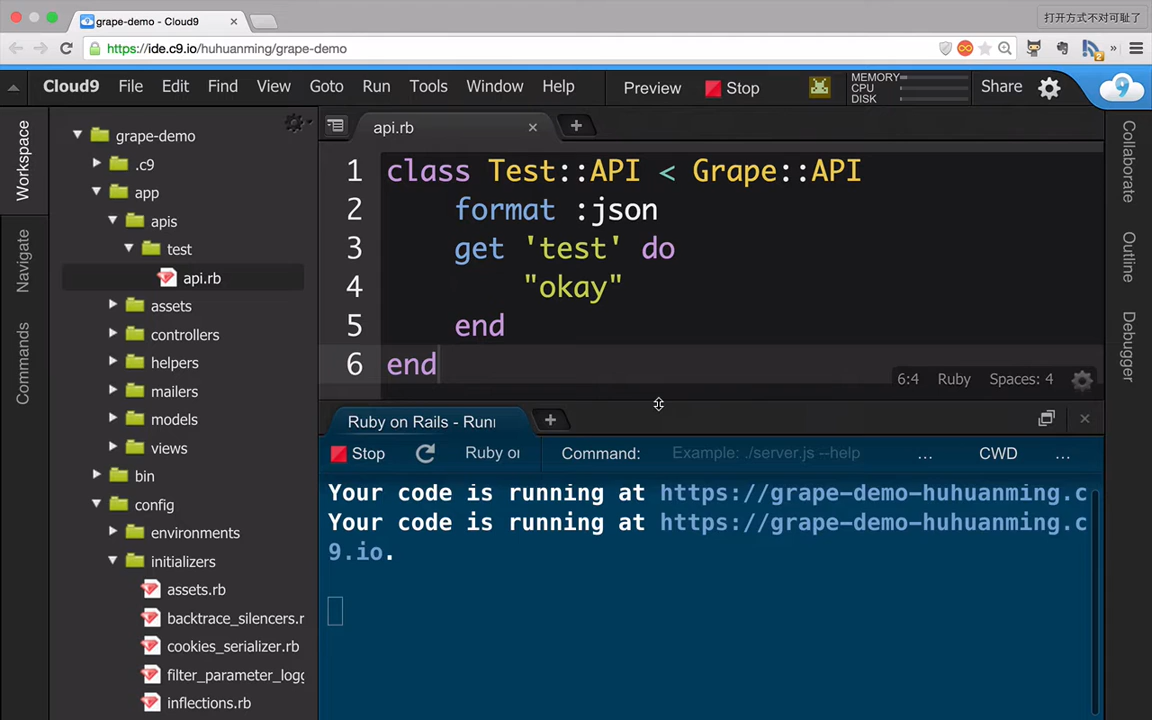 grape-demo - Cloud9
打开方式不对可耻了
https://ide.c9.io/huhuanming/grape-demo
Cloud9 File Edit Find View Goto Run Tools Window Help Preview Stop MEMORY CPU DISK Share
Workspace
Navigate
Commands
grape-demo
.c9
app
apis
test
api.rb
assets
controllers
helpers
mailers
models
views
bin
config
environments
initializers
assets.rb
backtrace_silencers.r
cookies_serializer.rb
filter_parameter_logg
inflections.rb
api.rb
1 class Test::API < Grape::API
2 format :json
3 get 'test' do
4 "okay"
5 end
6 end
6:4 Ruby Spaces: 4
Ruby on Rails - Runn
Stop Ruby or Command: Example: ./server.js --help ... CWD ...
Your code is running at https://grape-demo-huhuanming.c
Your code is running at https://grape-demo-huhuanming.c
9.io.
Collaborate
Outline
Debugger